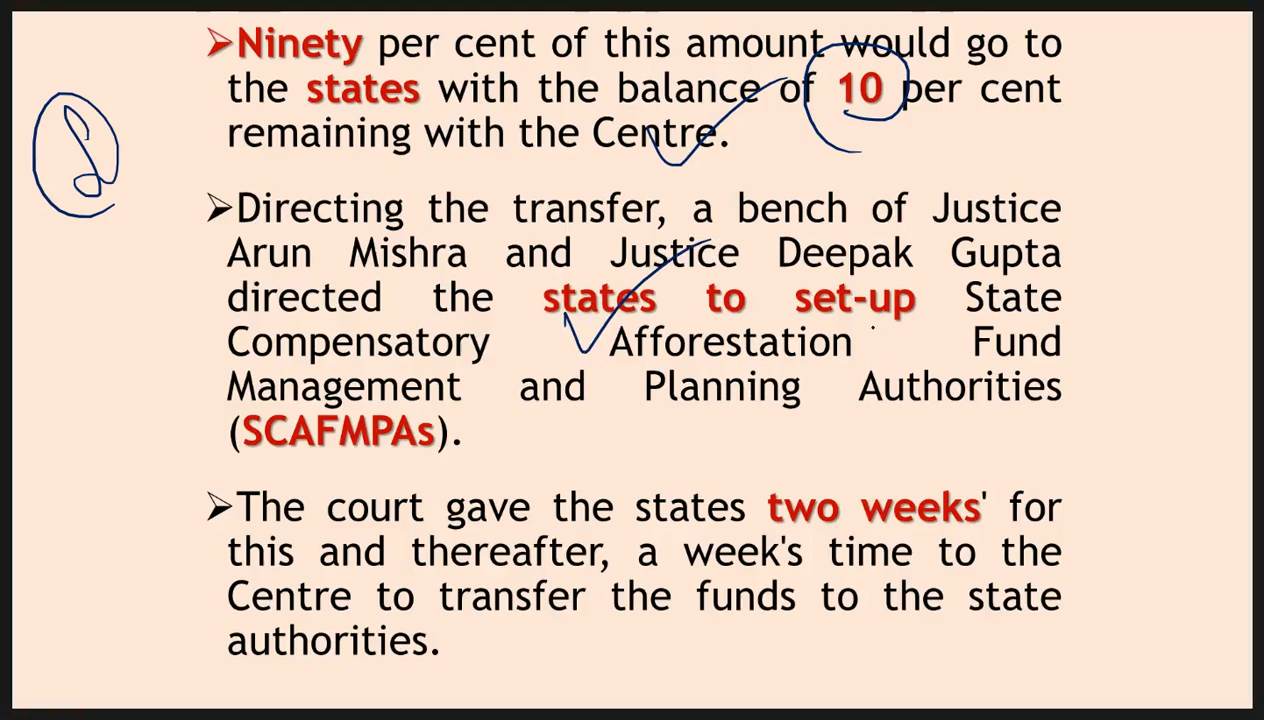 ➢Ninety per cent of this amount would go to
the states with the balance of 10 per cent
remaining with the Centre.
➢Directing the transfer, a bench of Justice
Arun Mishra and Justice Deepak Gupta
directed the states to set-up State
Compensatory Afforestation Fund
Management and Planning Authorities
(SCAFMPAs).
➢The court gave the states two weeks' for
this and thereafter, a week's time to the
Centre to transfer the funds to the state
authorities.